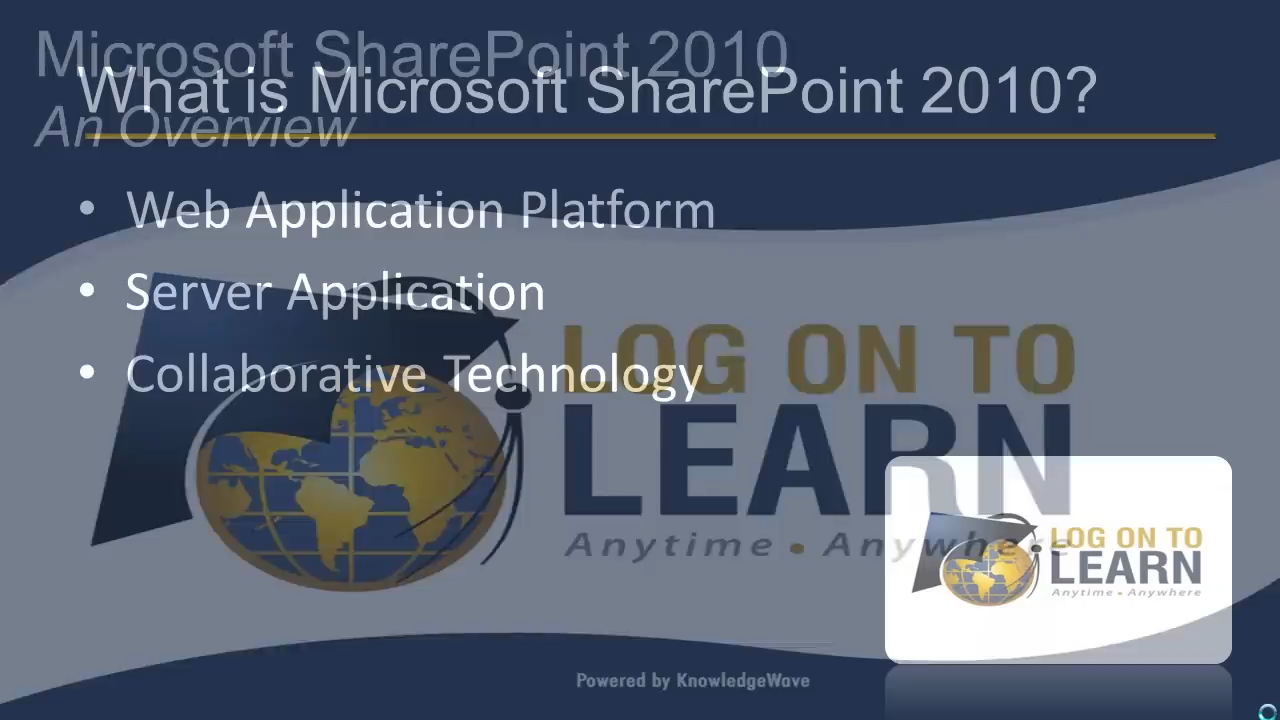 Microsoft SharePoint 2010
What is Microsoft SharePoint 2010?
An Overview
• Web Application Platform
• Server Application
• Collaborative Technology
LOG ON TO
LEARN
Anytime • Anywhere
LOG ON TO
LEARN
Anytime • Anywhere
Powered by KnowledgeWave